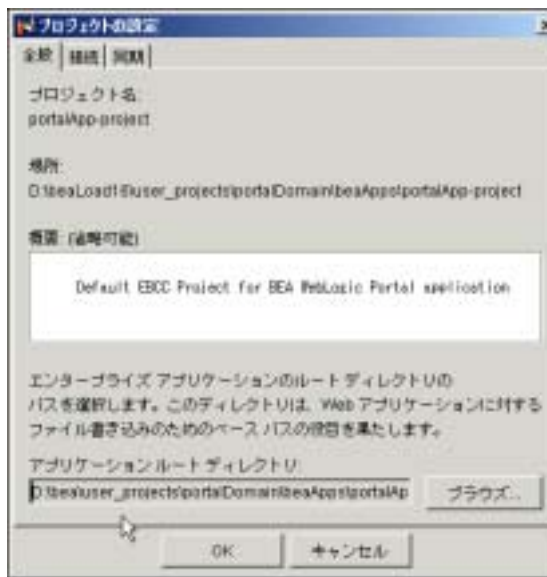 プロジェクトの設定
全般 接続 同期
プロジェクト名:
portalApp-project
場所:
user_projects\portalDomain\beaApps\portalApp-project
概要: (省略可能)
Default EBCC Project for BEA WebLogic Portal application
エンタープライズ アプリケーションのルート ディレクトリの
パスを選択します。このディレクトリは、Web アプリケーションに対する
ファイル書き込みのためのベース パスの役目を果たします。
アプリケーション ルート ディレクトリ:
D:\bea\user_projects\portalDomain\beaApps\portalAp
ブラウズ...
OK
キャンセル